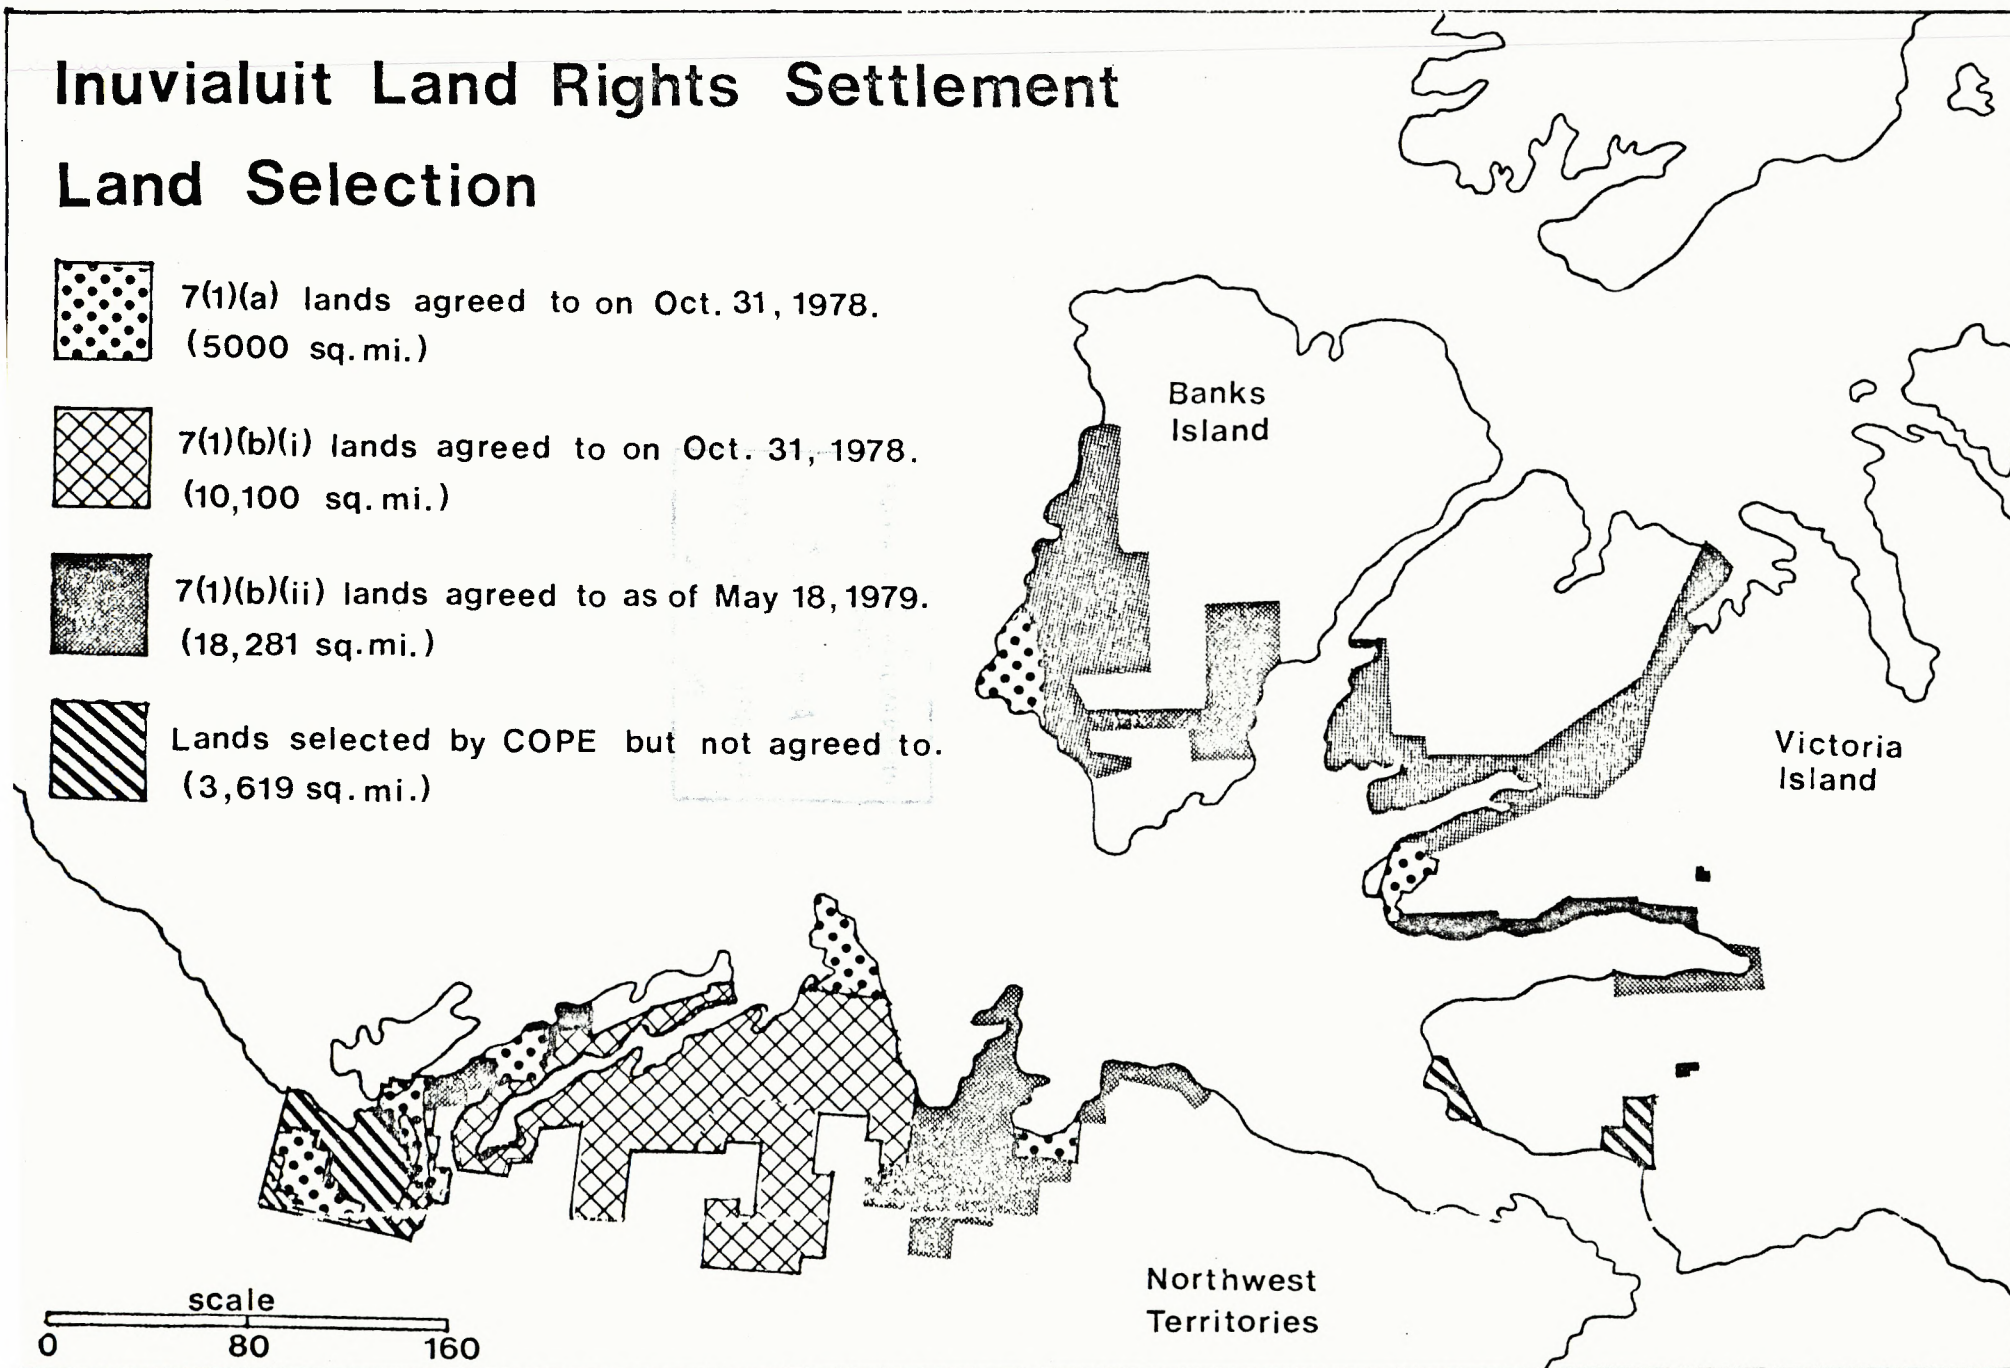 Inuvialuit Land Rights Settlement
Land Selection
7(1)(a) lands agreed to on Oct. 31, 1978.
(5000 sq. mi.)
7(1)(b)(i) lands agreed to on Oct. 31, 1978.
(10,100 sq. mi.)
7(1)(b)(ii) lands agreed to as of May 18, 1979.
(18,281 sq. mi.)
Lands selected by COPE but not agreed to.
(3,619 sq. mi.)
Banks
Island
Victoria
Island
Northwest
Territories
scale
0 80 160